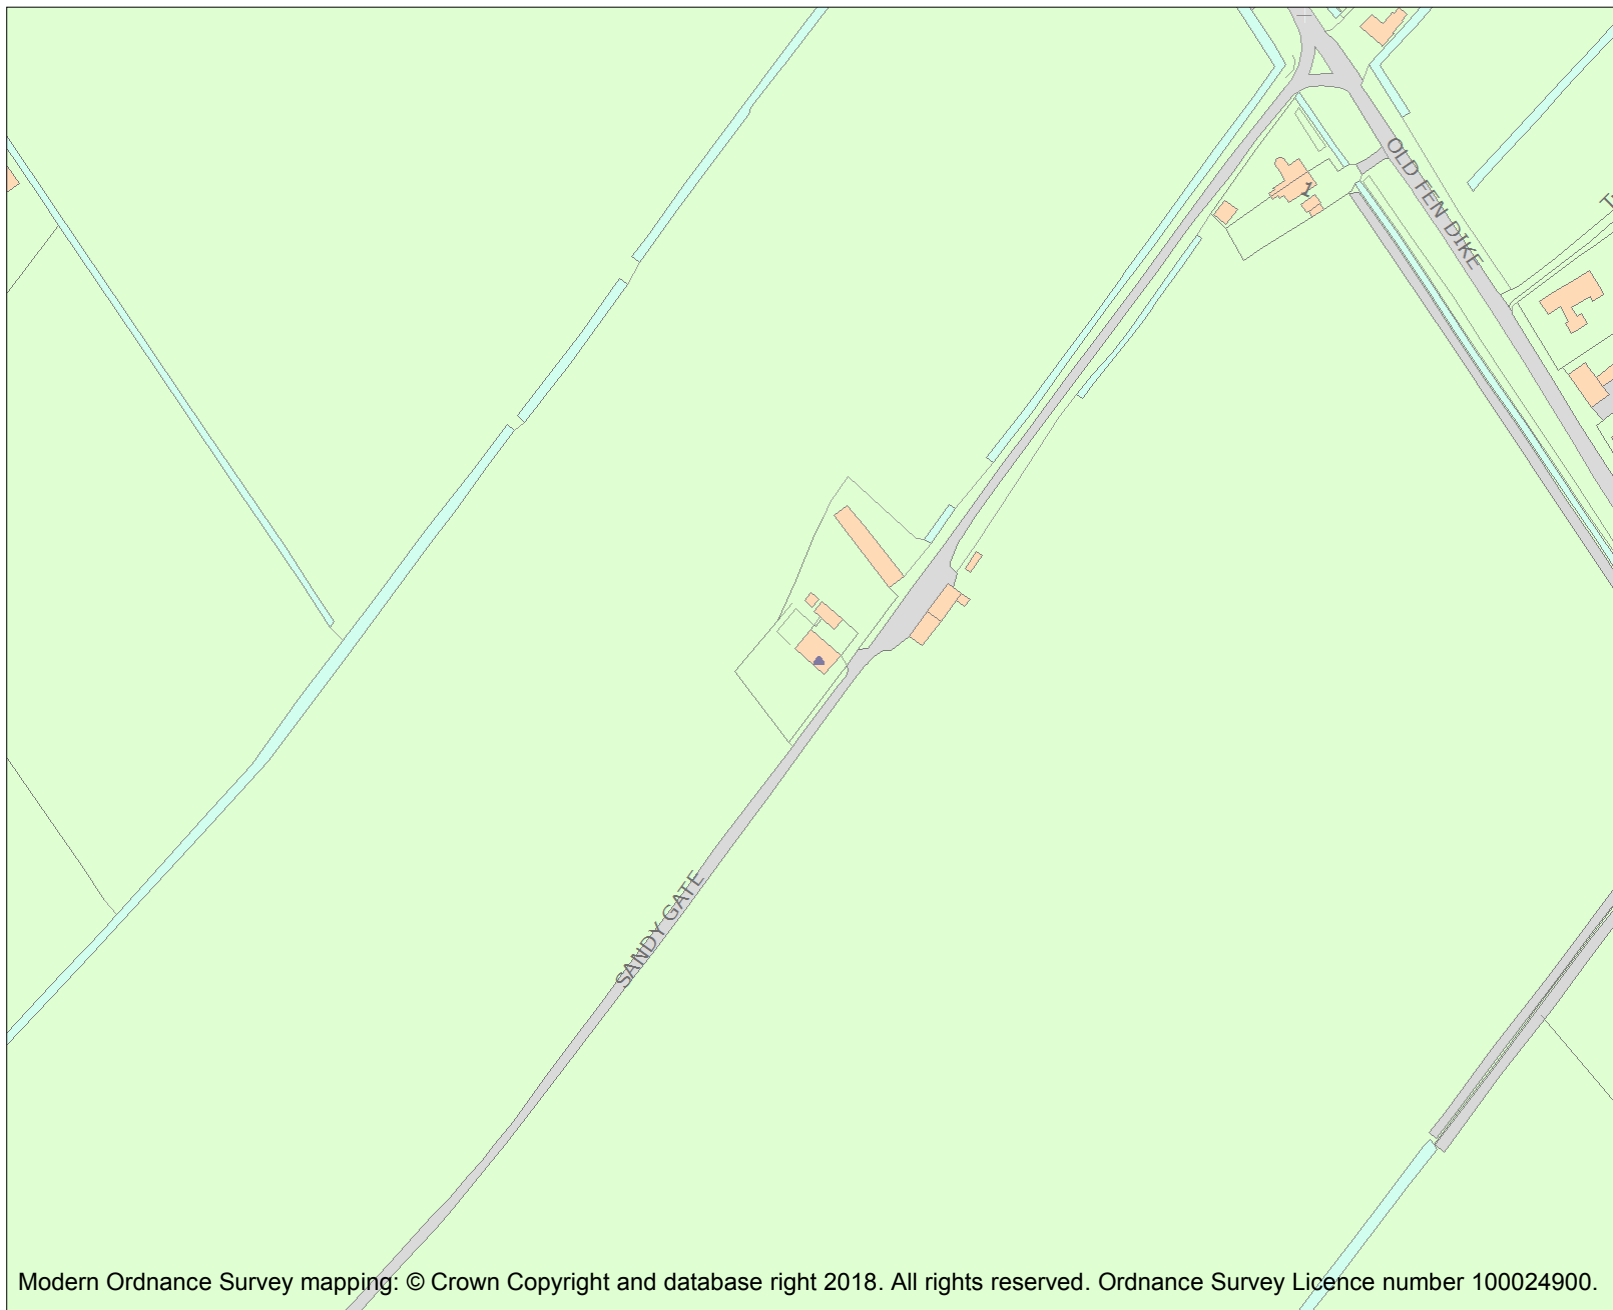 OLD FEN DIKE
1
SANDY GATE
Modern Ordnance Survey mapping: © Crown Copyright and database right 2018. All rights reserved. Ordnance Survey Licence number 100024900.